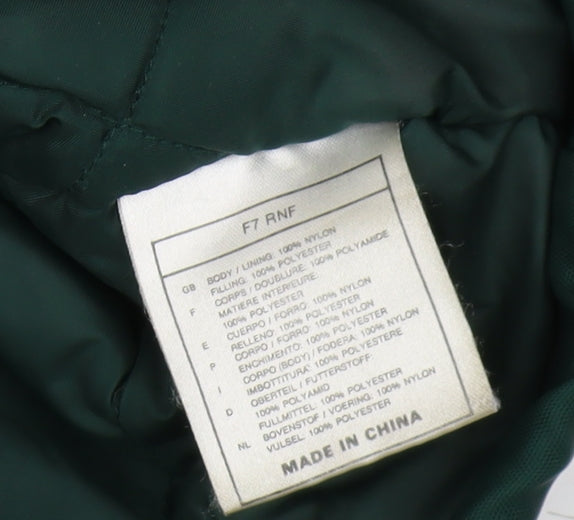 F7 RNF
GB BODY / LINING: 100% NYLON
FILLING: 100% POLYESTER
F CORPS / DOUBLURE: 100% POLYAMIDE
MATIERE INTERIEURE:
100% POLYESTER
E CUERPO / FORRO: 100% NYLON
RELLENO: 100% POLYESTER
P CORPO / FORRO: 100% NYLON
ENCHIMENTO: 100% POLYESTER
I CORPO (BODY) / FODERA: 100% NYLON
IMBOTTITURA: 100% POLYESTERE
D OBERTEIL / FUTTERSTOFF:
100% POLYAMID
FULLMITTEL: 100% POLYESTER
NL BOVENSTOF / VOERING: 100% NYLON
VULSEL: 100% POLYESTER
MADE IN CHINA